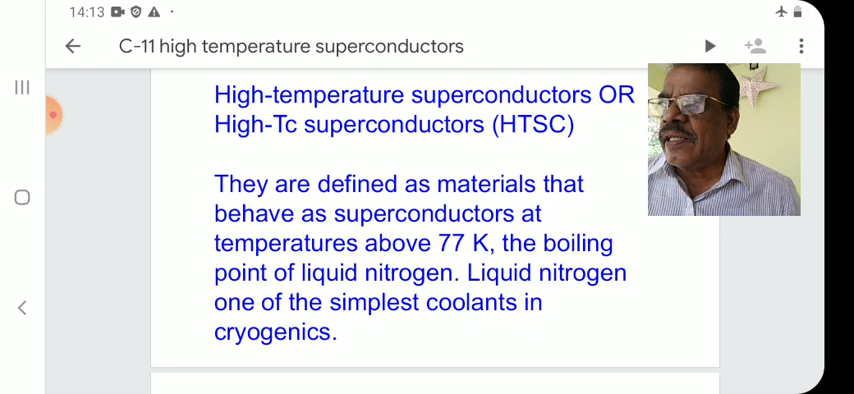 14:13
C-11 high temperature superconductors
High-temperature superconductors OR
High-Tc superconductors (HTSC)
They are defined as materials that
behave as superconductors at
temperatures above 77 K, the boiling
point of liquid nitrogen. Liquid nitrogen
one of the simplest coolants in
cryogenics.